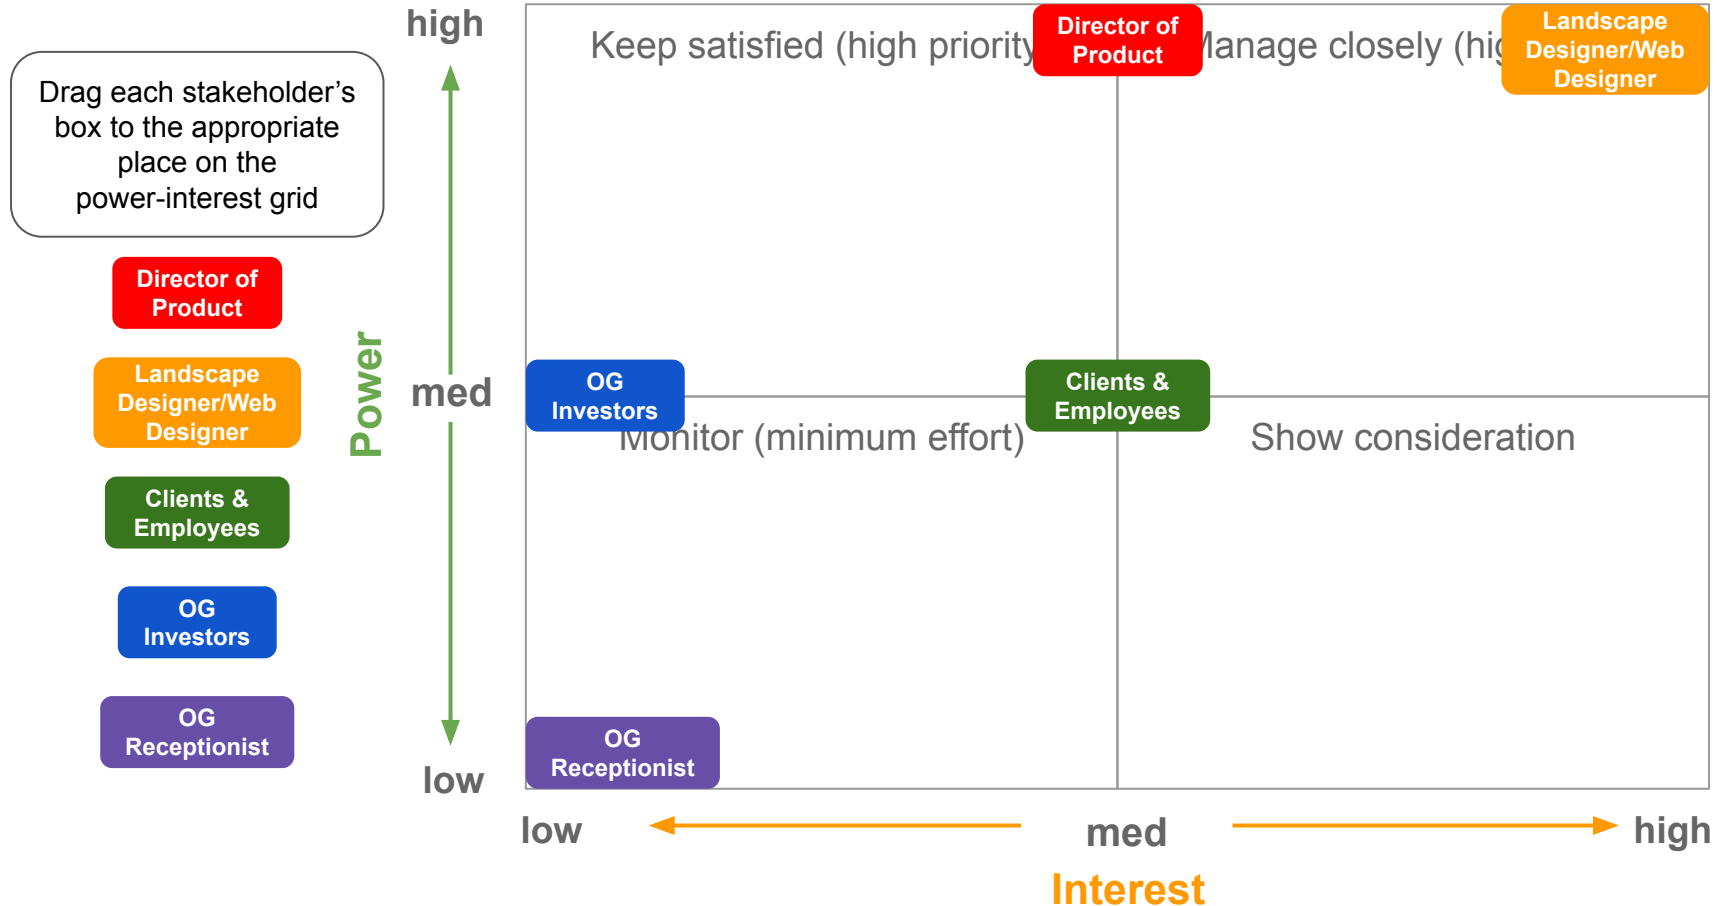 high
Keep satisfied (high priority
Director of
Product
Manage closely (hig
Landscape
Designer/Web
Designer
Drag each stakeholder's
box to the appropriate
place on the
power-interest grid
Director of
Product
Landscape
Designer/Web
Designer
Clients &
Employees
OG
Investors
OG
Receptionist
Power
med
low
OG
Investors
Clients &
Employees
Monitor (minimum effort)
Show consideration
OG
Receptionist
low
med
high
Interest